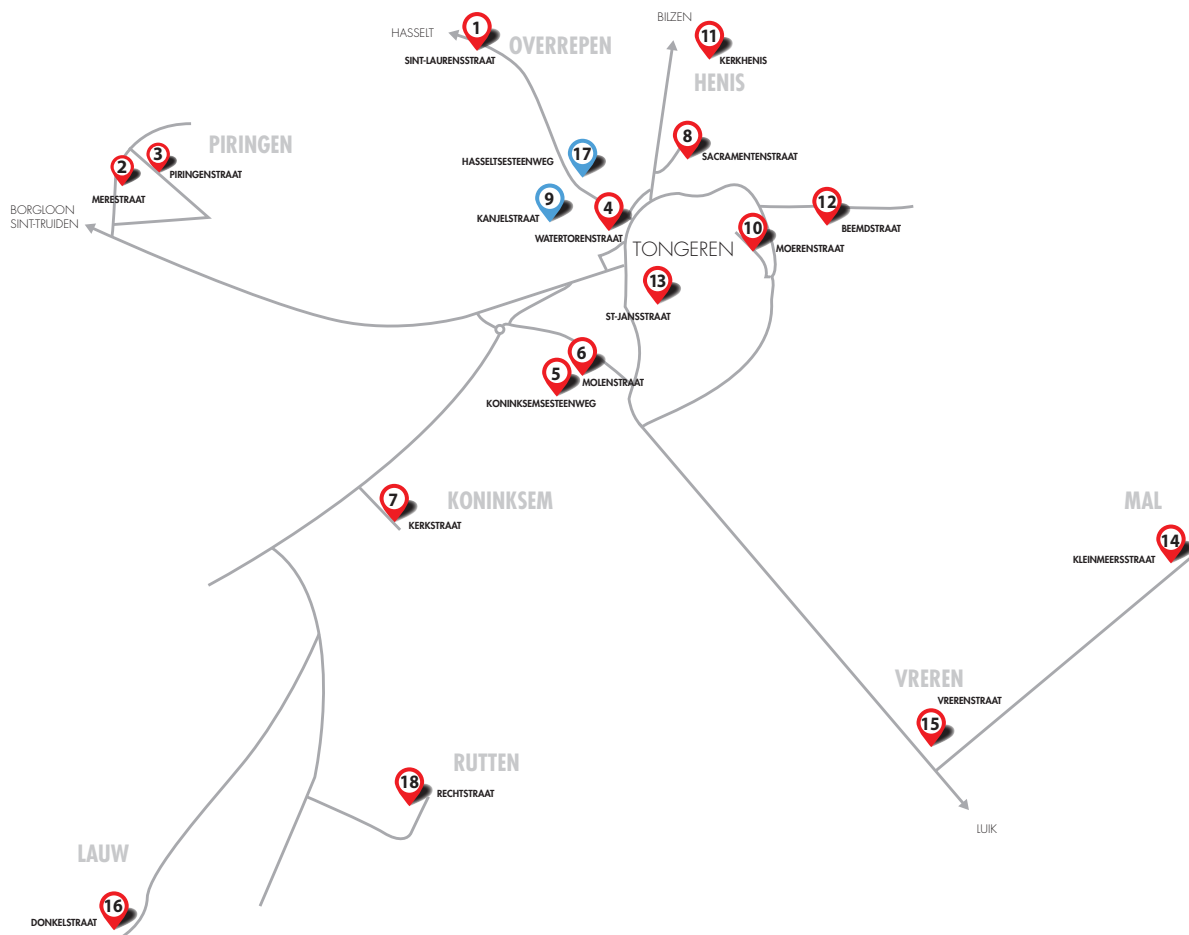 BILZEN
1
11
HASSELT
OVERREPEN
SINT-LAURENSSTRAAT
KERKHENIS
HENIS
8
PIRINGEN
3
2
17
HASSELTSESTEENWEG
SACRAMENTENSTRAAT
PIRINGENSTRAAT
MERESTRAAT
9
4
12
BORGLOON
SINT-TRUIDEN
KANJELSTRAAT
WATERTORENSTRAAT
10
BEEMDSTRAAT
TONGEREN
MOERENSTRAAT
13
ST-JANSSTRAAT
6
5
MOLENSTRAAT
KONINKSEMSESTEENWEG
7
KONINKSEM
MAL
KERKSTRAAT
14
KLEINMEERSSTRAAT
VREREN
VRERENSTRAAT
15
RUTTEN
18
RECHTSTRAAT
LUIK
LAUW
16
DONKELSTRAAT